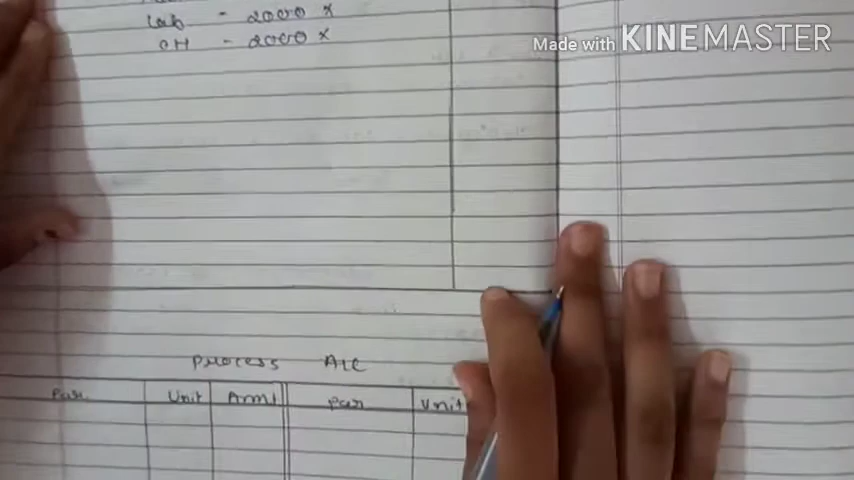 Lab - 2000 x
OH - 2000 x
Made with KINEMASTER
Process A/c
Par. Unit Amt Par Unit